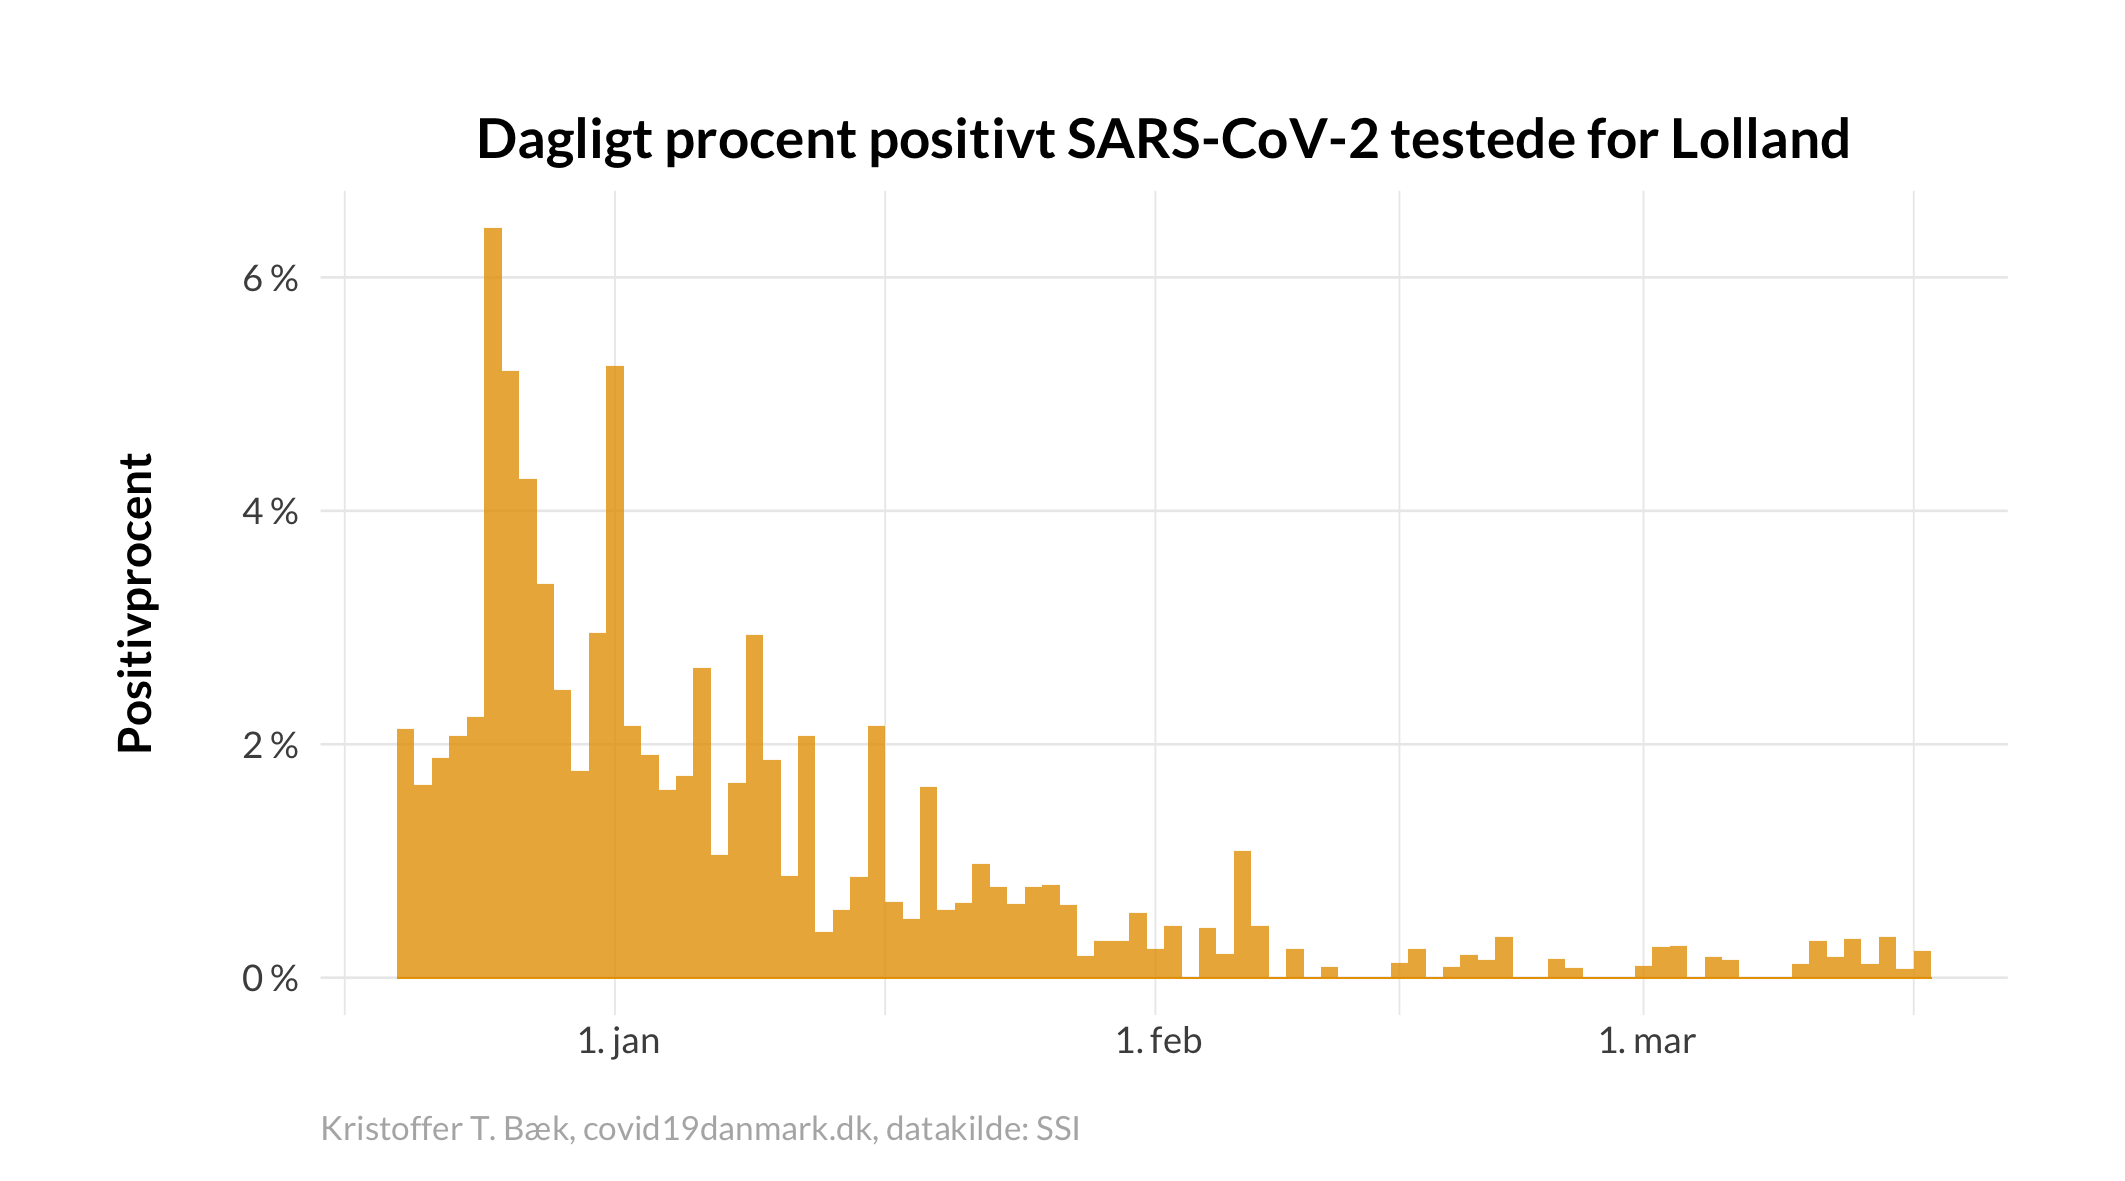 Dagligt procent positivt SARS-CoV-2 testede for Lolland
Positivprocent
6 %
4 %
2 %
0 %
1. jan
1. feb
1. mar
Kristoffer T. Bæk, covid19danmark.dk, datakilde: SSI